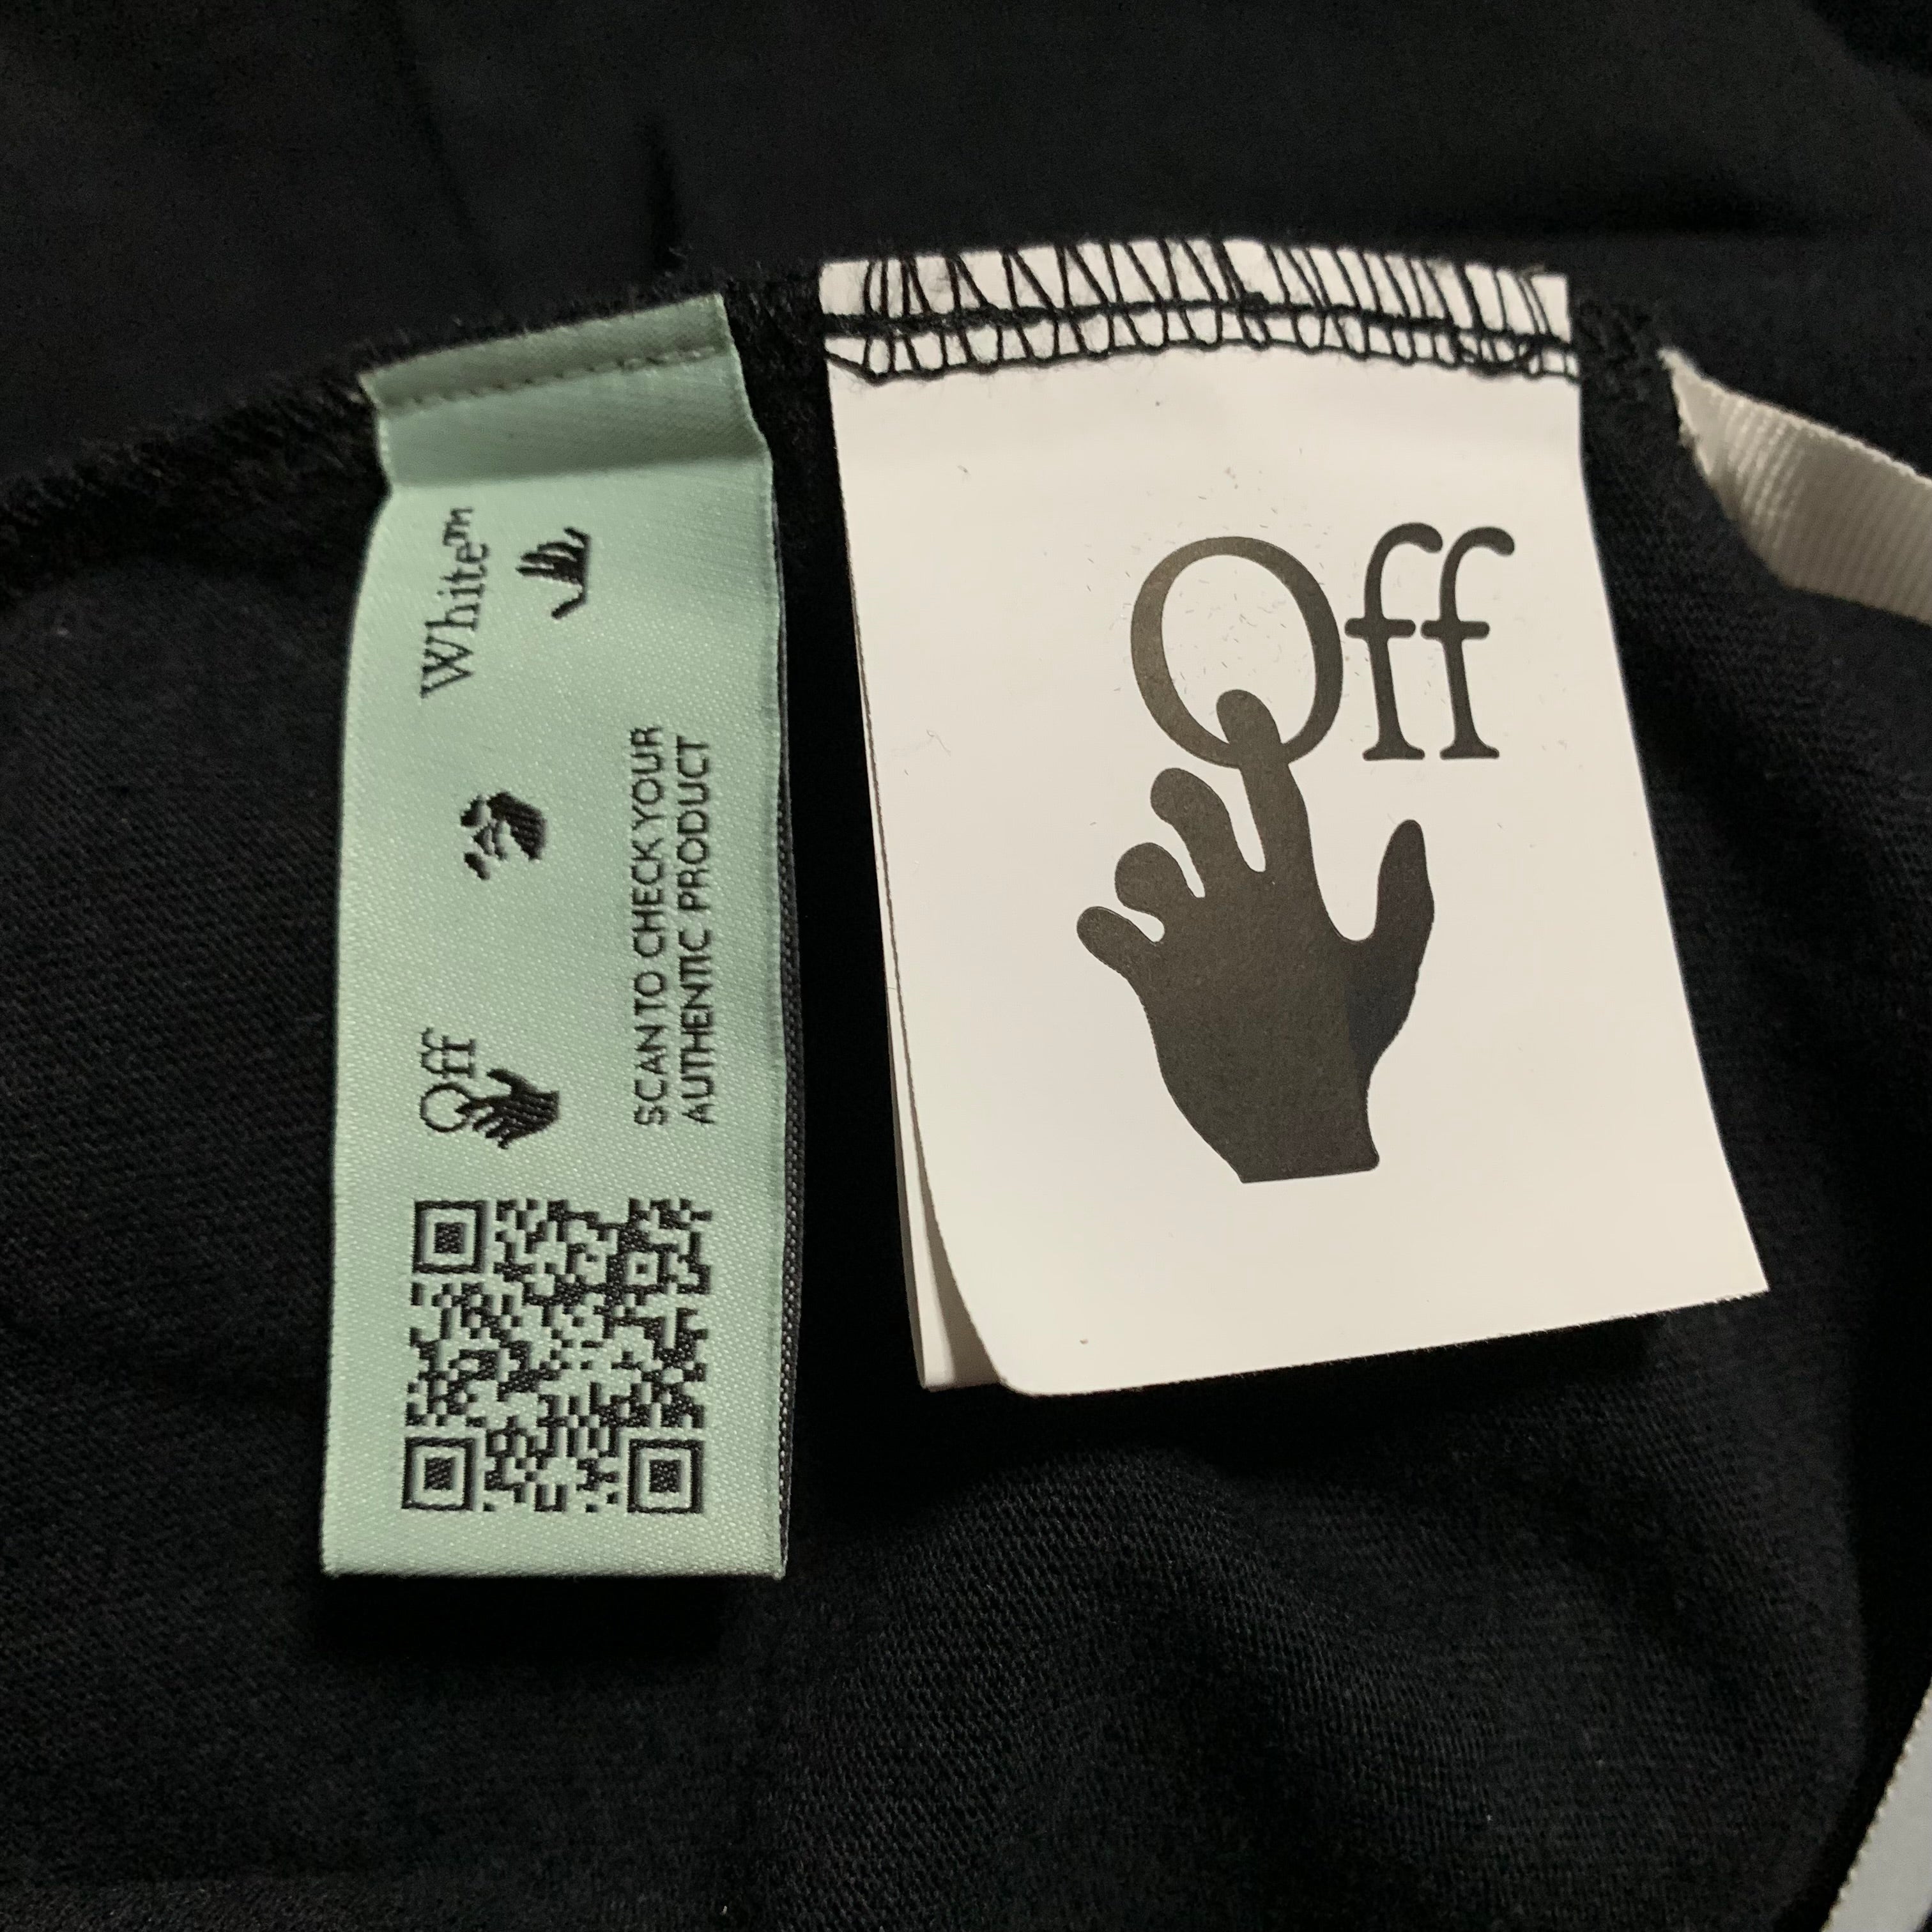 Off White™
SCAN TO CHECK YOUR
AUTHENTIC PRODUCT
Off